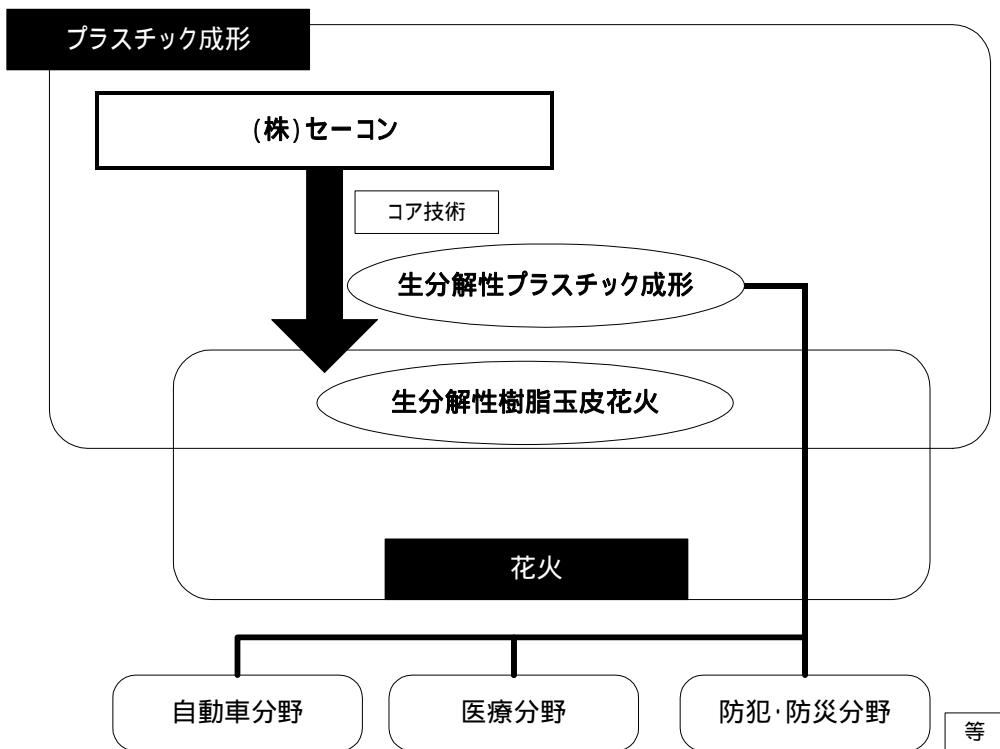 プラスチック成形
(株)セーコン
コア技術
生分解性プラスチック成形
生分解性樹脂玉皮花火
花火
自動車分野
医療分野
防犯・防災分野
等